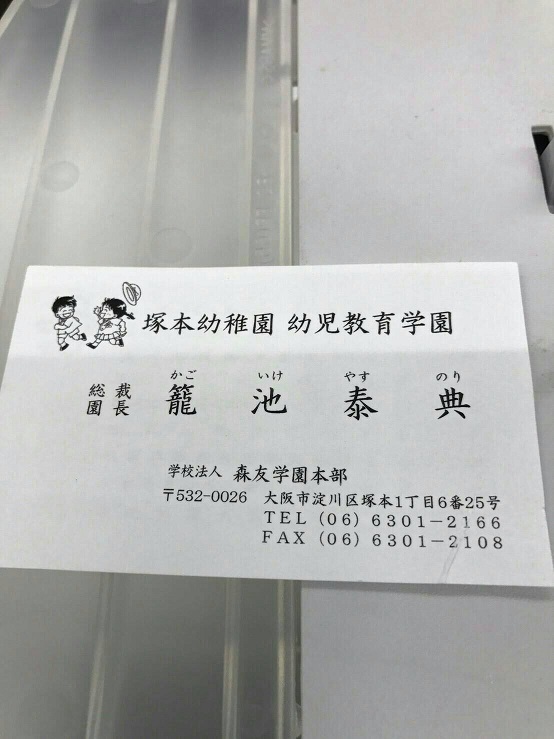 塚本幼稚園 幼児教育学園
かご いけ やす のり
総裁 園長 籠 池 泰 典
学校法人 森友学園本部
〒532-0026 大阪市淀川区塚本1丁目6番25号
TEL (06) 6301-2166
FAX (06) 6301-2108